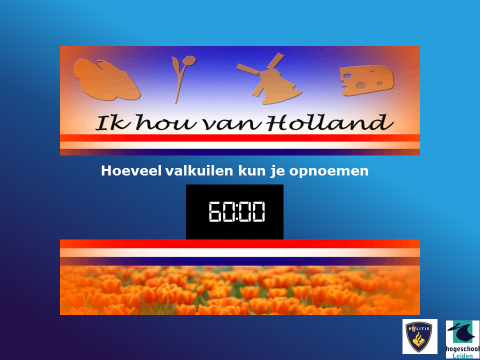 Ik hou van Holland
Hoeveel valkuilen kun je opnoemen
60:00
POLITIE
hogeschool
Leiden